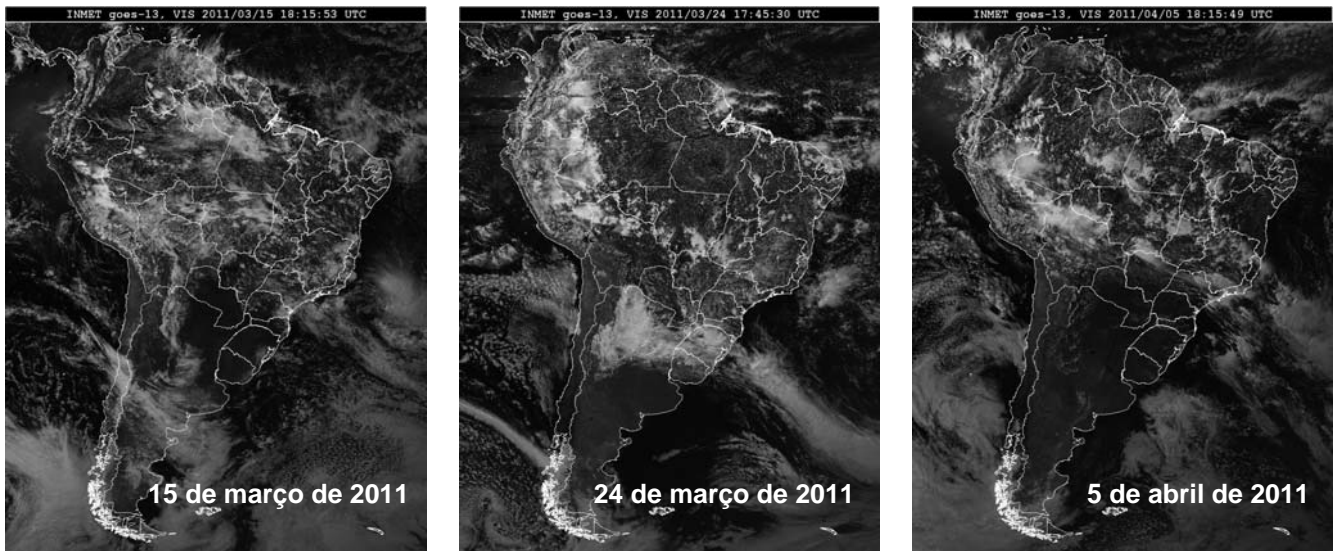 INMET goes-13, VIS 2011/03/15 18:15:53 UTC
INMET goes-13, VIS 2011/03/24 17:45:30 UTC
INMET goes-13, VIS 2011/04/05 18:15:49 UTC
15 de março de 2011
24 de março de 2011
5 de abril de 2011